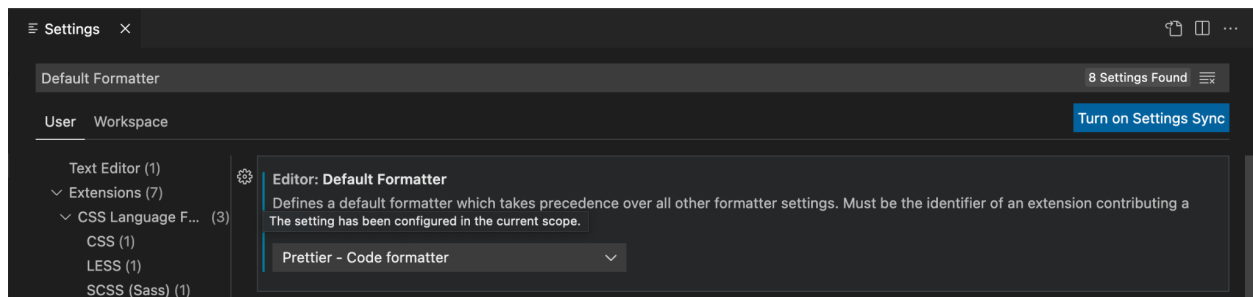 Settings
Default Formatter
8 Settings Found
User Workspace
Turn on Settings Sync
Text Editor (1)
Extensions (7)
CSS Language F... (3)
CSS (1)
LESS (1)
SCSS (Sass) (1)
Editor: Default Formatter
Defines a default formatter which takes precedence over all other formatter settings. Must be the identifier of an extension contributing a
The setting has been configured in the current scope.
Prettier - Code formatter